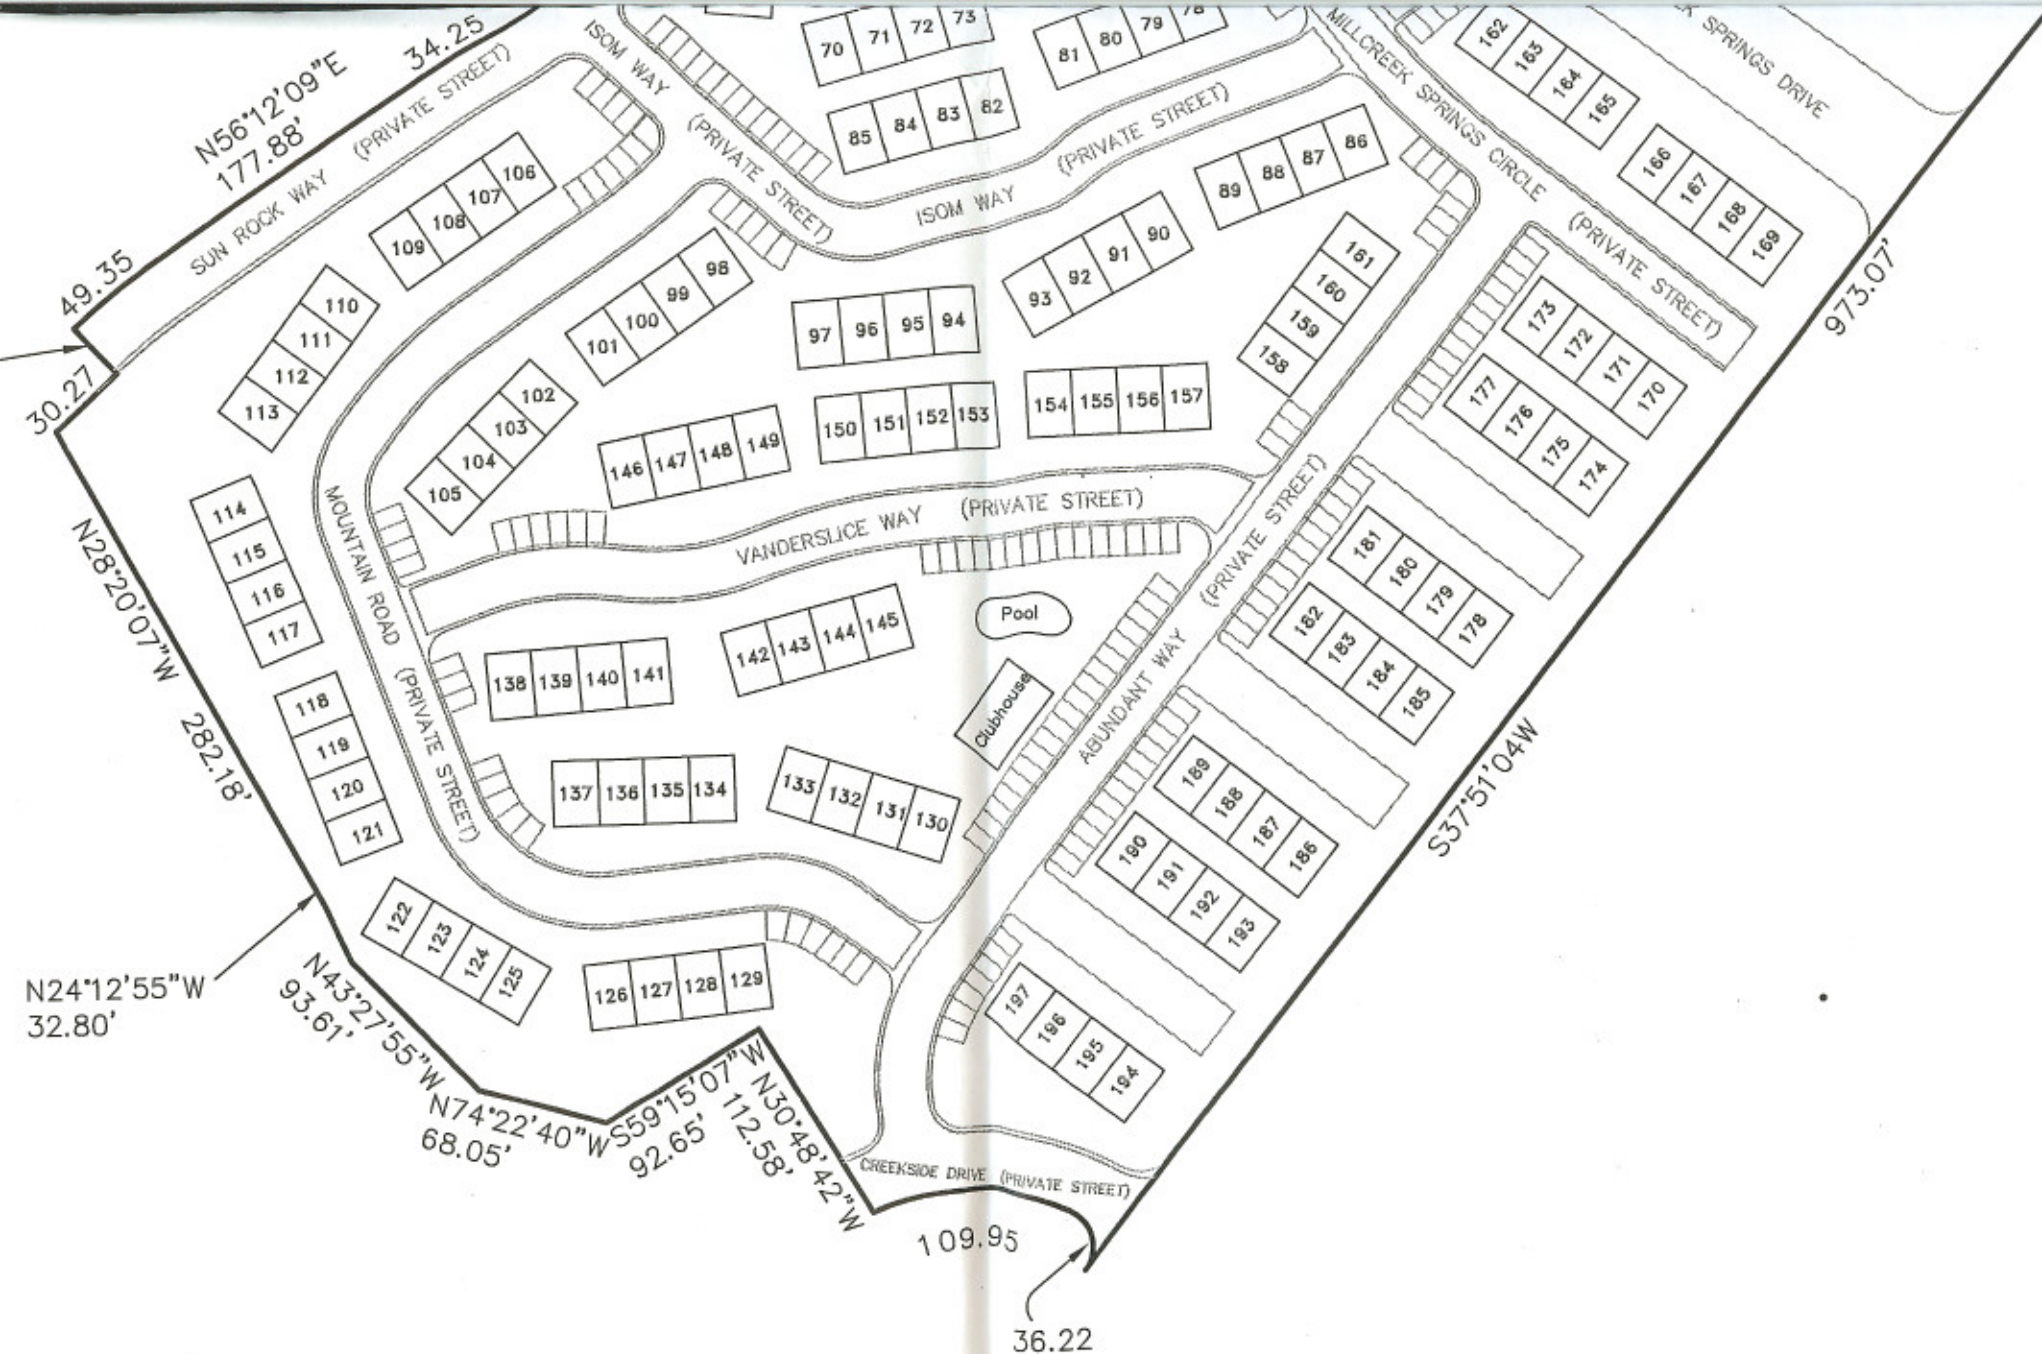 70 71 72 73
81 80 79 78
85 84 83 82
162 163 164 165
166 167 168 169
SPRINGS DRIVE
MILLCREEK SPRINGS CIRCLE (PRIVATE STREET)
ISOM WAY (PRIVATE STREET)
ISOM WAY (PRIVATE STREET)
34.25
N56°12'09"E
177.88'
SUN ROCK WAY (PRIVATE STREET)
49.35
30.27
109 108 107 106
110
111
112
113
89 88 87 86
93 92 91 90
97 96 95 94
101 100 99 98
105 104 103 102
161
160
159
158
146 147 148 149
150 151 152 153
154 155 156 157
173 172 171 170
177 176 175 174
973.07'
114
115
116
117
118
119
120
121
N28°20'07"W
282.18'
MOUNTAIN ROAD (PRIVATE STREET)
VANDERSLICE WAY (PRIVATE STREET)
ABUNDANT WAY (PRIVATE STREET)
Pool
Clubhouse
138 139 140 141
142 143 144 145
137 136 135 134
133 132 131 130
181 180 179 178
182 183 184 185
189 188 187 186
190 191 192 193
197 196 195 194
S37°51'04W
122 123 124 125
126 127 128 129
N24°12'55"W
32.80'
N43°27'55"W
93.61'
N74°22'40"W
68.05'
S59°15'07"W
92.65'
N30°48'42"W
112.58'
CREEKSIDE DRIVE (PRIVATE STREET)
109.95
36.22